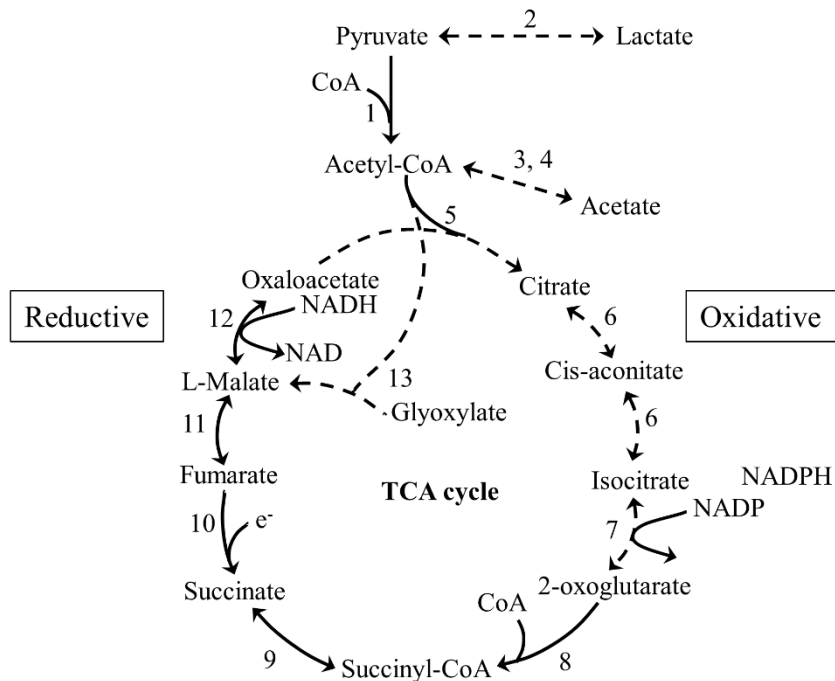 2
Pyruvate
Lactate
CoA
1
Acetyl-CoA
3, 4
Acetate
5
Oxaloacetate
Citrate
NADH
Reductive
12
6
Oxidative
NAD
Cis-aconitate
L-Malate
13
Glyoxylate
6
11
Fumarate
TCA cycle
Isocitrate
NADPH
NADP
10
e-
7
Succinate
CoA
2-oxoglutarate
9
Succinyl-CoA
8